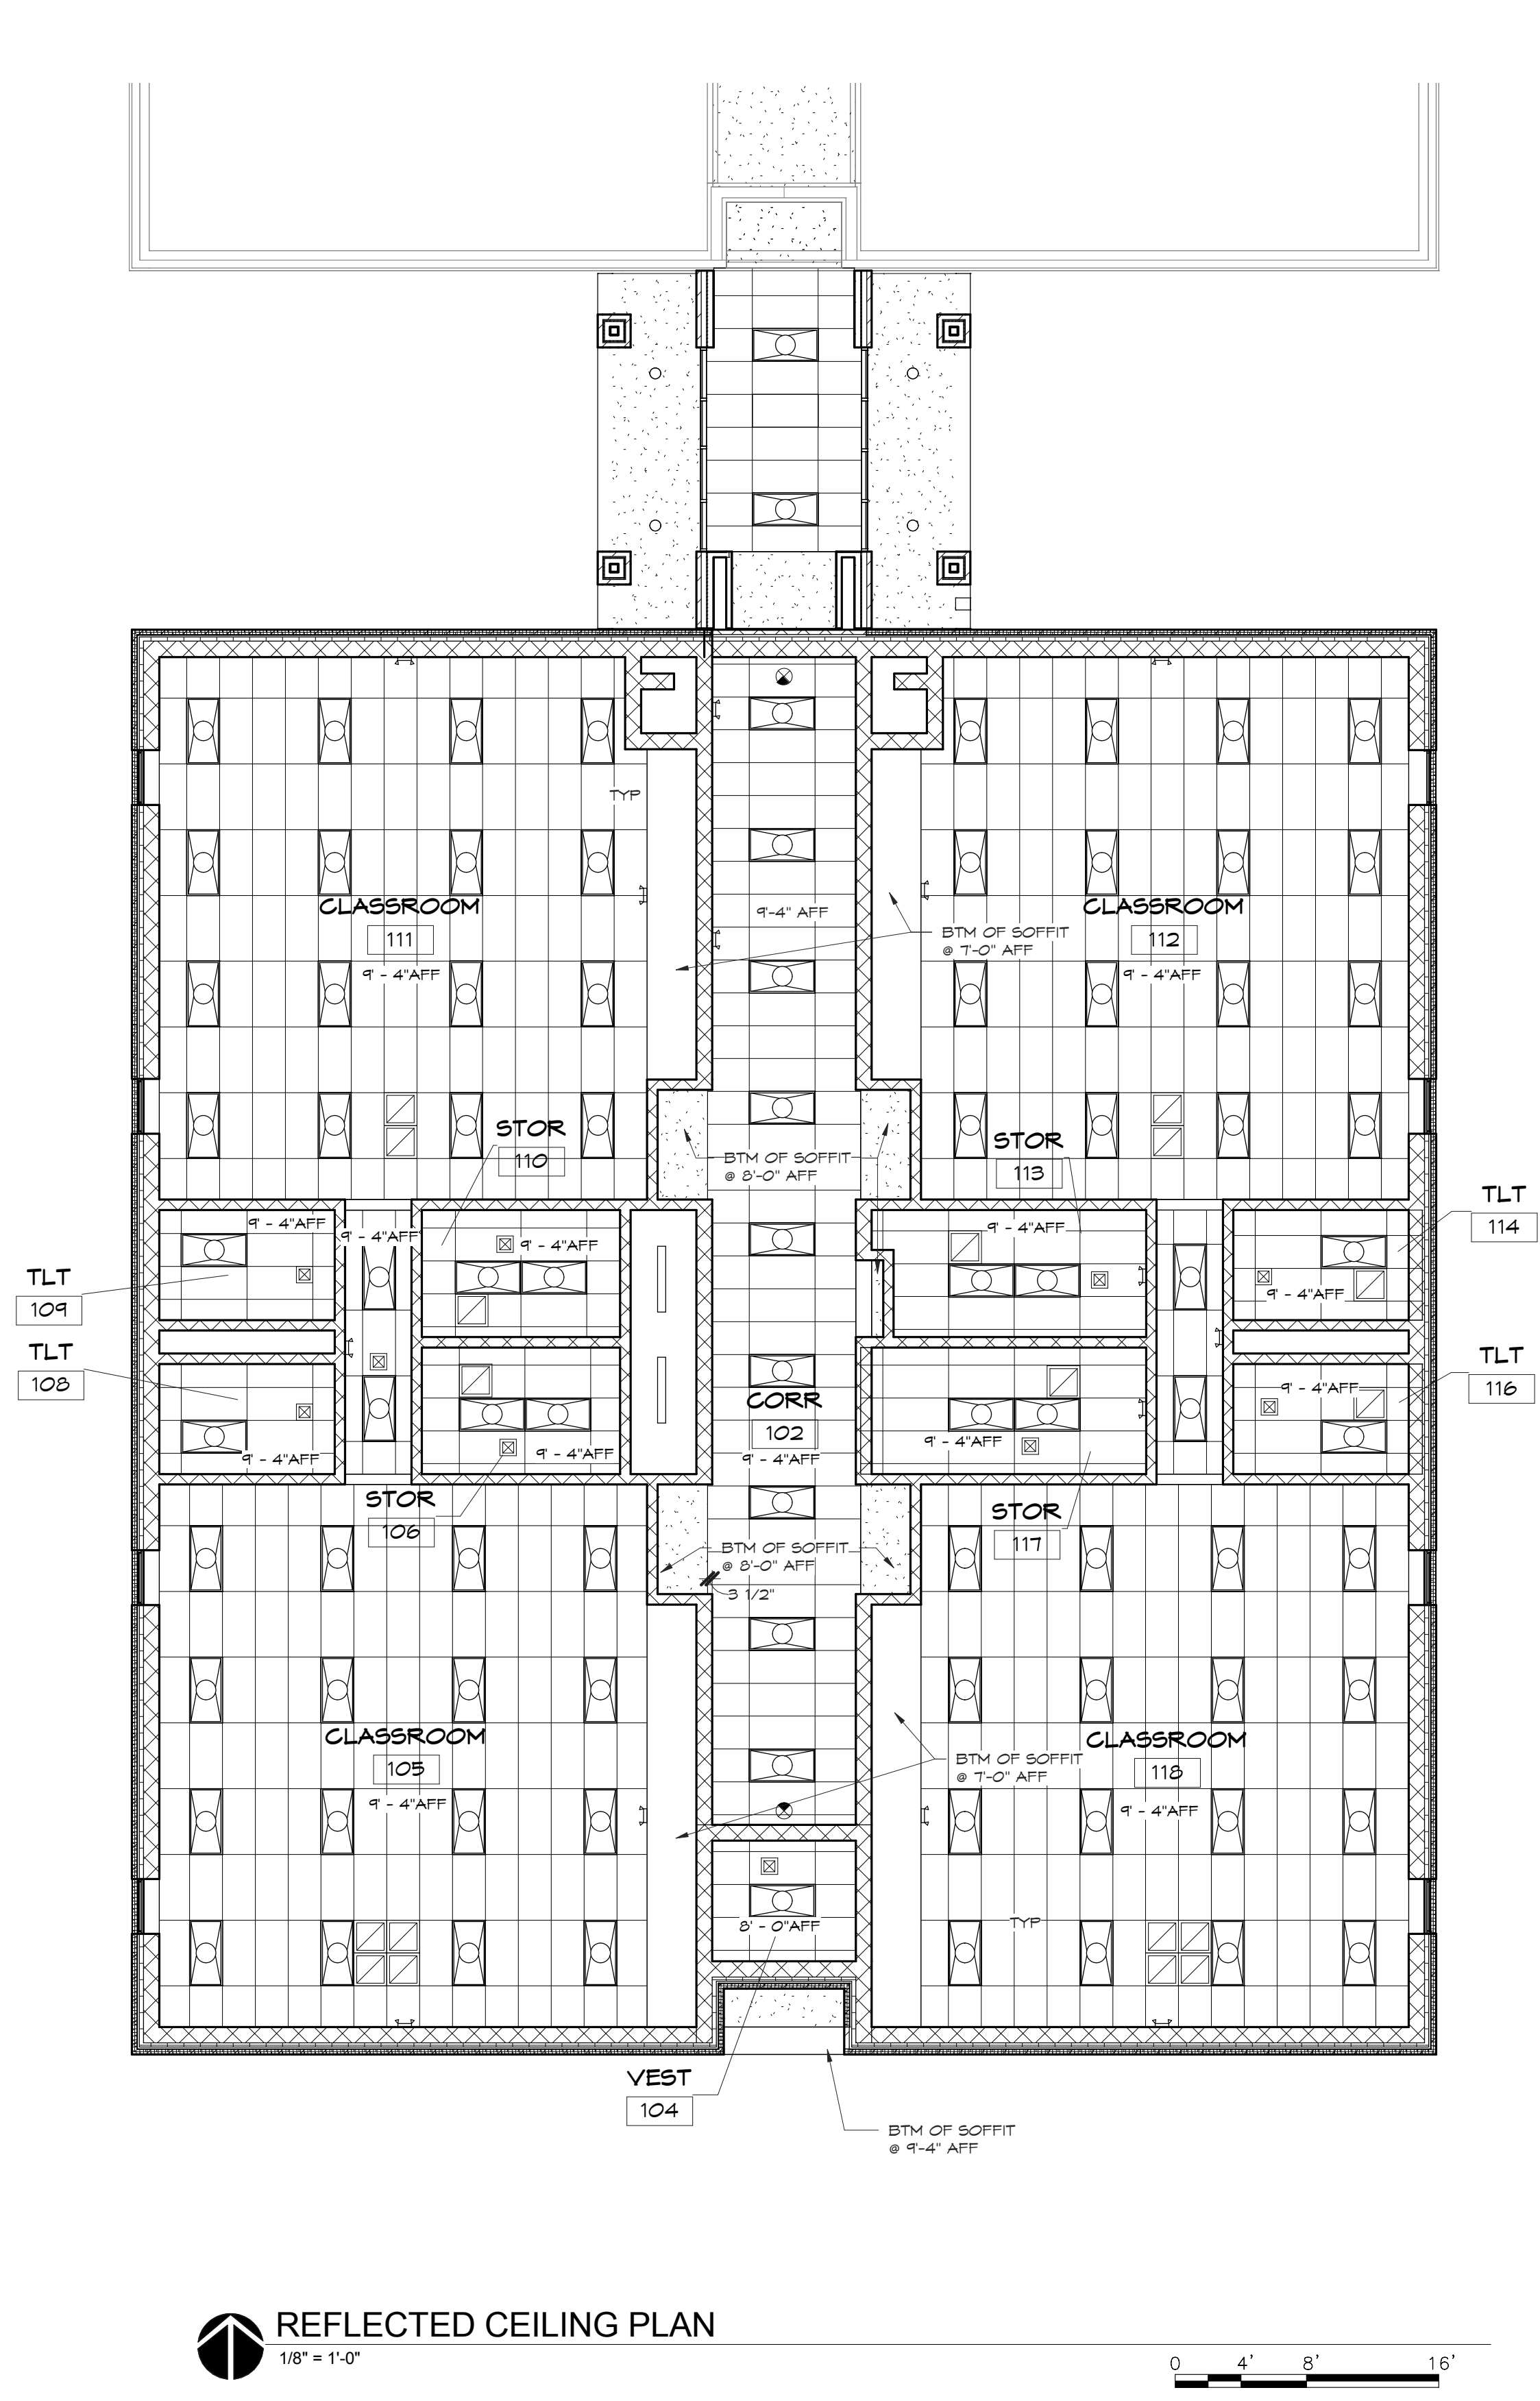 TYP
CLASSROOM
111
9' - 4"AFF
9'-4" AFF
BTM OF SOFFIT
@ 7'-0" AFF
CLASSROOM
112
9' - 4"AFF
STOR
110
BTM OF SOFFIT
@ 8'-0" AFF
STOR
113
TLT
114
9' - 4"AFF
9' - 4"AFF
9' - 4"AFF
9' - 4"AFF
9' - 4"AFF
TLT
109
TLT
108
TLT
116
9' - 4"AFF
CORR
102
9' - 4"AFF
9' - 4"AFF
9' - 4"AFF
9' - 4"AFF
STOR
106
STOR
117
BTM OF SOFFIT
@ 8'-0" AFF
3 1/2"
CLASSROOM
105
9' - 4"AFF
BTM OF SOFFIT
@ 7'-0" AFF
CLASSROOM
118
9' - 4"AFF
8' - 0"AFF
TYP
VEST
104
BTM OF SOFFIT
@ 9'-4" AFF
REFLECTED CEILING PLAN
1/8" = 1'-0"
0 4' 8' 16'